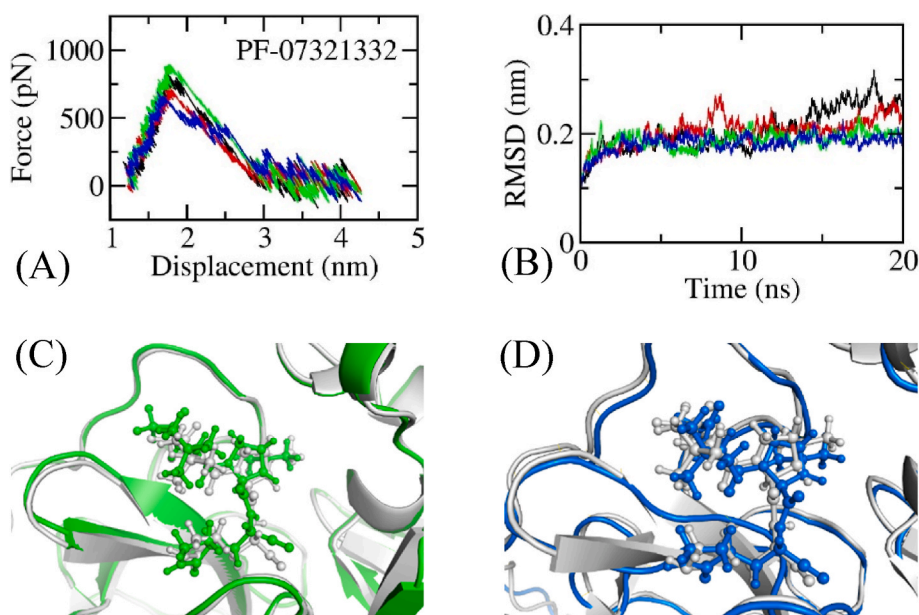 1000
500
0
Force (pN)
PF-07321332
1 2 3 4 5
Displacement (nm)
(A)
0.4
0.2
0
RMSD (nm)
0 10 20
Time (ns)
(B)
(C)
(D)